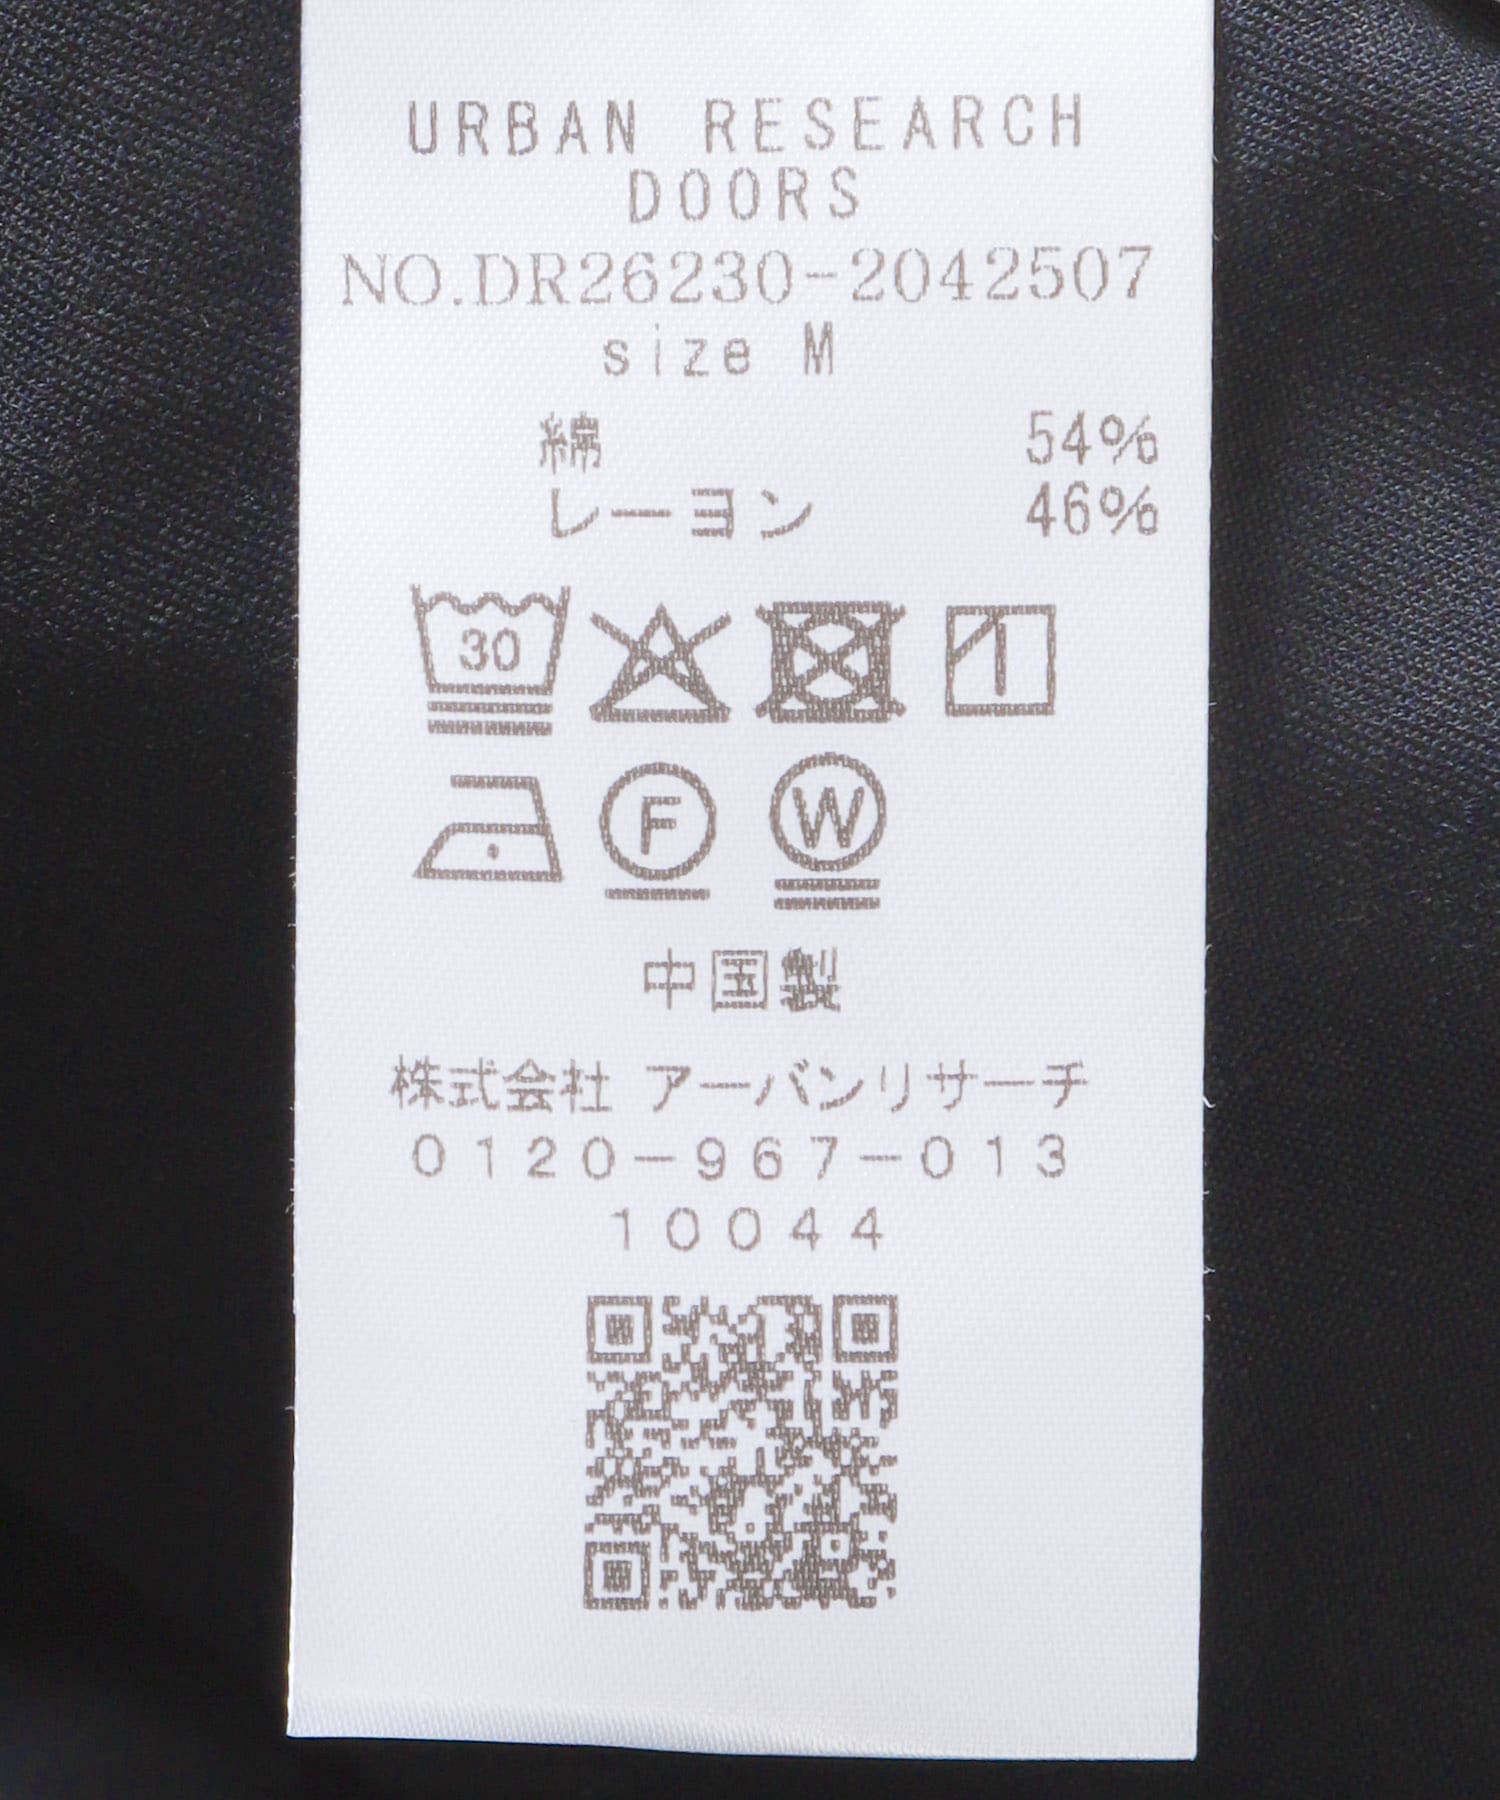 URBAN RESEARCH
DOORS
NO.DR26230-2042507
size M
綿 54%
レーヨン 46%
30
F W
中国製
株式会社 アーバンリサーチ
0120-967-013
10044